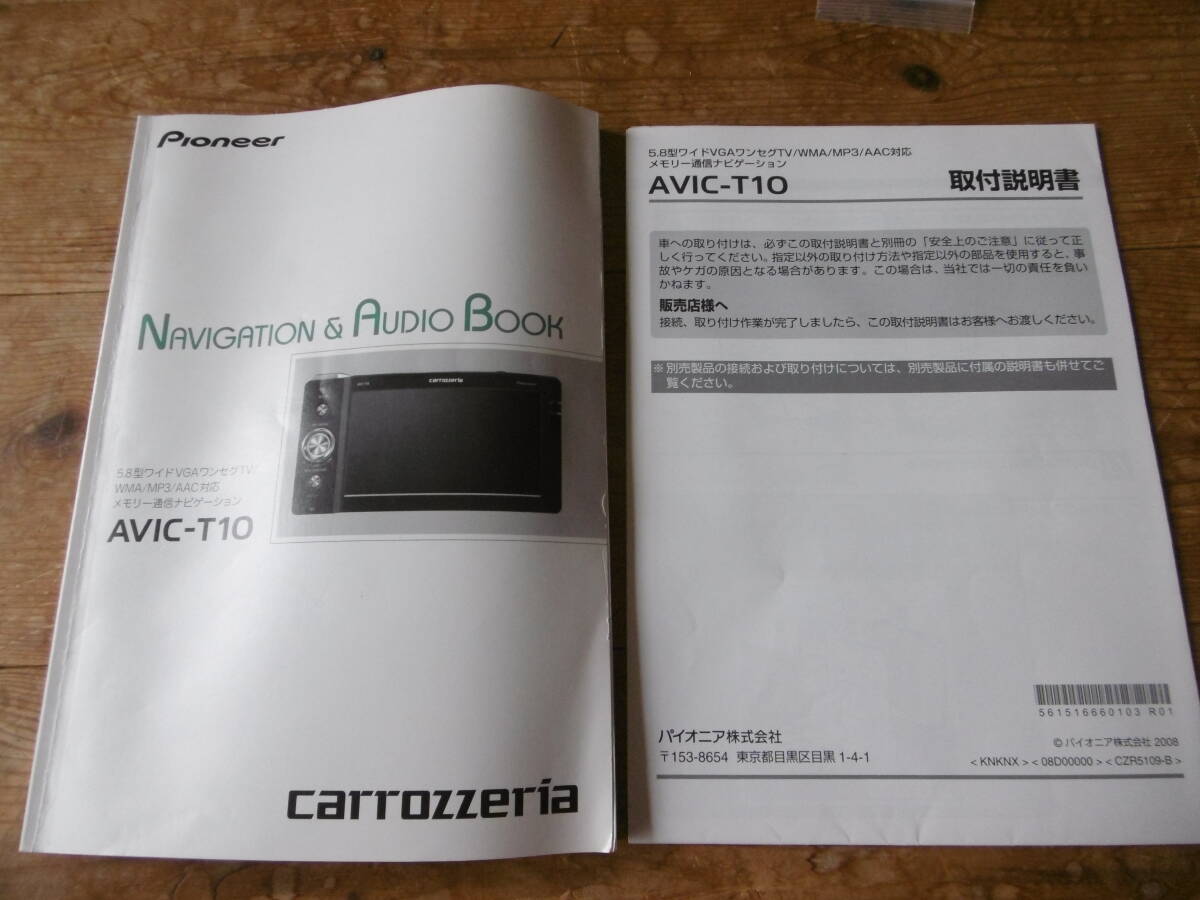 Pioneer
NAVIGATION & AUDIO BOOK
carrozzeria
5.8型ワイドVGAワンセグTV/
WMA/MP3/AAC対応
メモリー通信ナビゲーション
AVIC-T10
carrozzeria
5.8型ワイドVGAワンセグTV/WMA/MP3/AAC対応
メモリー通信ナビゲーション
AVIC-T10 取付説明書
車への取り付けは、必ずこの取付説明書と別冊の「安全上のご注意」に従って正
しく行ってください。指定以外の取り付け方法や指定以外の部品を使用すると、事
故やケガの原因となる場合があります。この場合は、当社では一切の責任を負い
かねます。
販売店様へ
接続、取り付け作業が完了しましたら、この取付説明書はお客様へお渡しください。
※別売製品の接続および取り付けについては、別売製品に付属の説明書も併せてご
覧ください。
561516660103 R01
パイオニア株式会社
〒153-8654 東京都目黒区目黒 1-4-1
© パイオニア株式会社 2008
< KNKNX > < 08D00000 > < CZR5109-B >